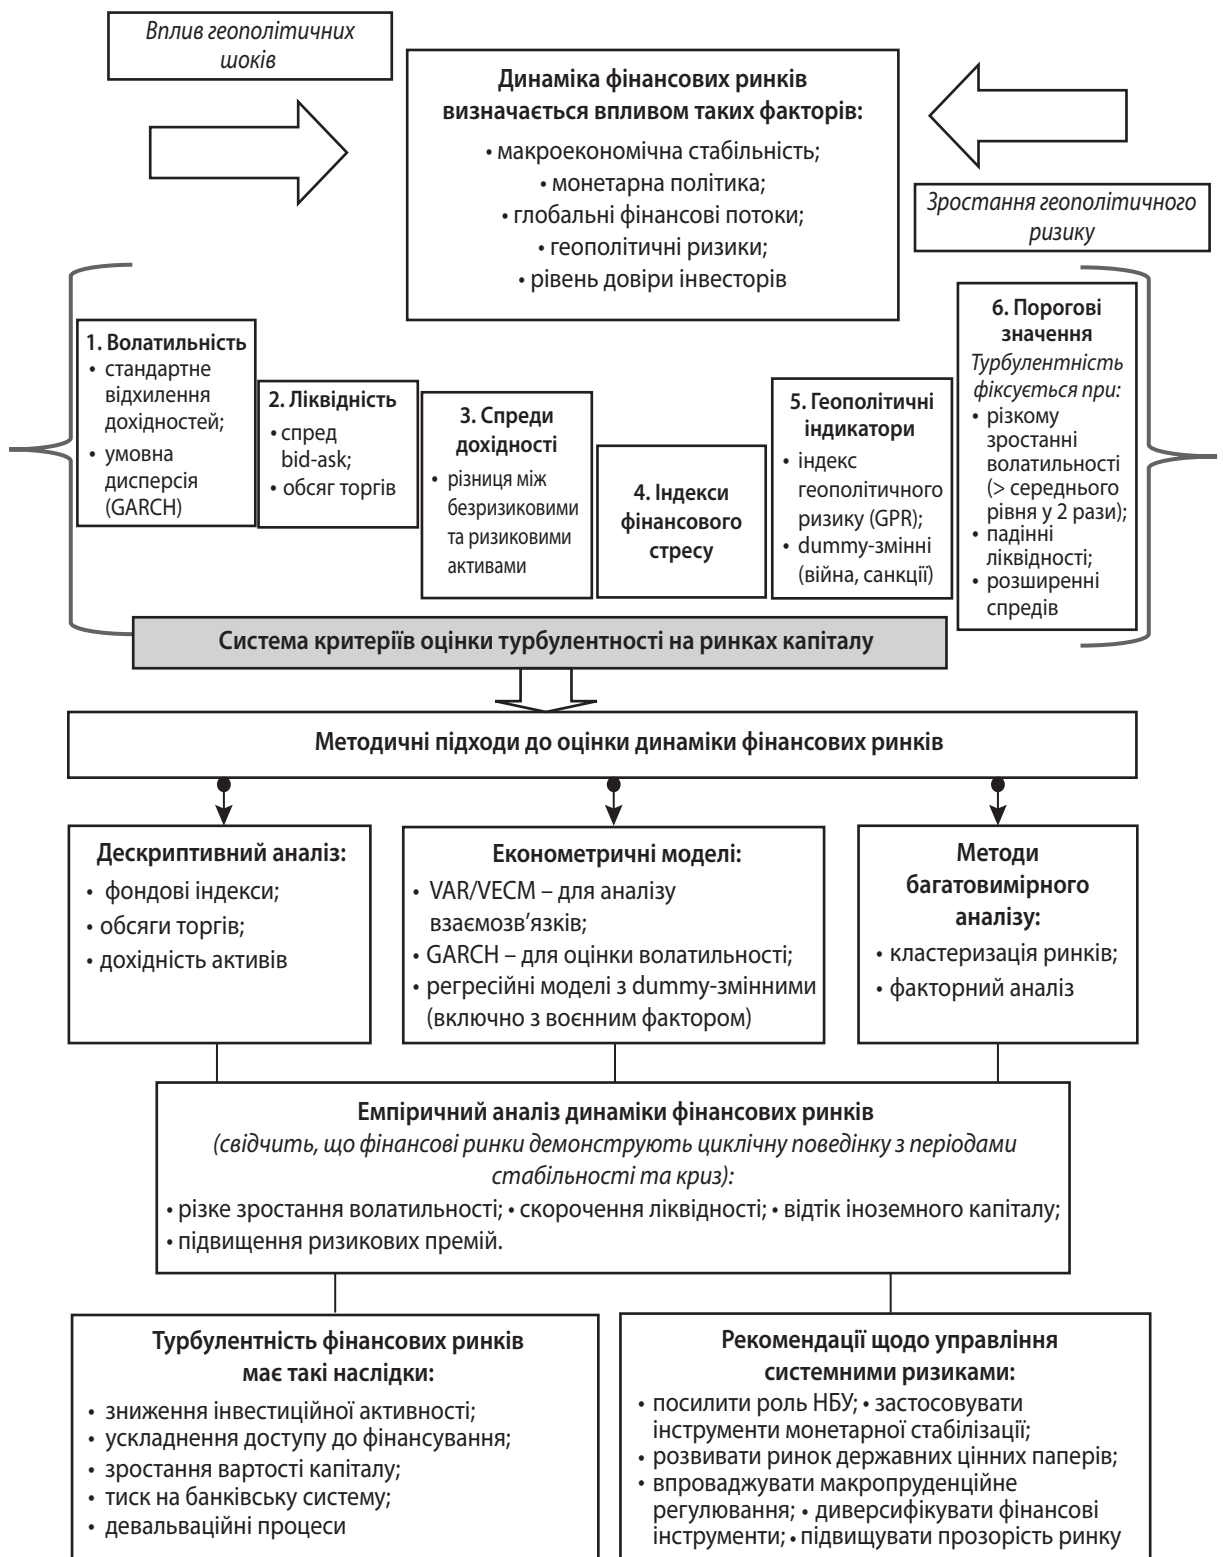 Вплив геополітичних
шоків
Динаміка фінансових ринків
визначається впливом таких факторів:
• макроекономічна стабільність;
• монетарна політика;
• глобальні фінансові потоки;
• геополітичні ризики;
• рівень довіри інвесторів
Зростання геополітичного
ризику
1. Волатильність
• стандартне
відхилення
дохідностей;
• умовна
дисперсія
(GARCH)
2. Ліквідність
• спред
bid-ask;
• обсяг торгів
3. Спреди
дохідності
• різниця між
безризиковими
та ризиковими
активами
4. Індекси
фінансового
стресу
5. Геополітичні
індикатори
• індекс
геополітичного
ризику (GPR);
• dummy-змінні
(війна, санкції)
6. Порогові
значення
Турбулентність
фіксується при:
• різкому
зростанні
волатильності
(> середнього
рівня у 2 рази);
• падінні
ліквідності;
• розширенні
спредів
Система критеріїв оцінки турбулентності на ринках капіталу
Методичні підходи до оцінки динаміки фінансових ринків
Дескриптивний аналіз:
• фондові індекси;
• обсяги торгів;
• дохідність активів
Економетричні моделі:
• VAR/VECM – для аналізу
взаємозв’язків;
• GARCH – для оцінки волатильності;
• регресійні моделі з dummy-змінними
(включно з воєнним фактором)
Методи
багатовимірного
аналізу:
• кластеризація ринків;
• факторний аналіз
Емпіричний аналіз динаміки фінансових ринків
(свідчить, що фінансові ринки демонструють циклічну поведінку з періодами
стабільності та криз):
• різке зростання волатильності; • скорочення ліквідності; • відтік іноземного капіталу;
• підвищення ризикових премій.
Турбулентність фінансових ринків
має такі наслідки:
• зниження інвестиційної активності;
• ускладнення доступу до фінансування;
• зростання вартості капіталу;
• тиск на банківську систему;
• девальваційні процеси
Рекомендації щодо управління
системними ризиками:
• посилити роль НБУ; • застосовувати
інструменти монетарної стабілізації;
• розвивати ринок державних цінних паперів;
• впроваджувати макропруденційне
регулювання; • диверсифікувати фінансові
інструменти; • підвищувати прозорість ринку